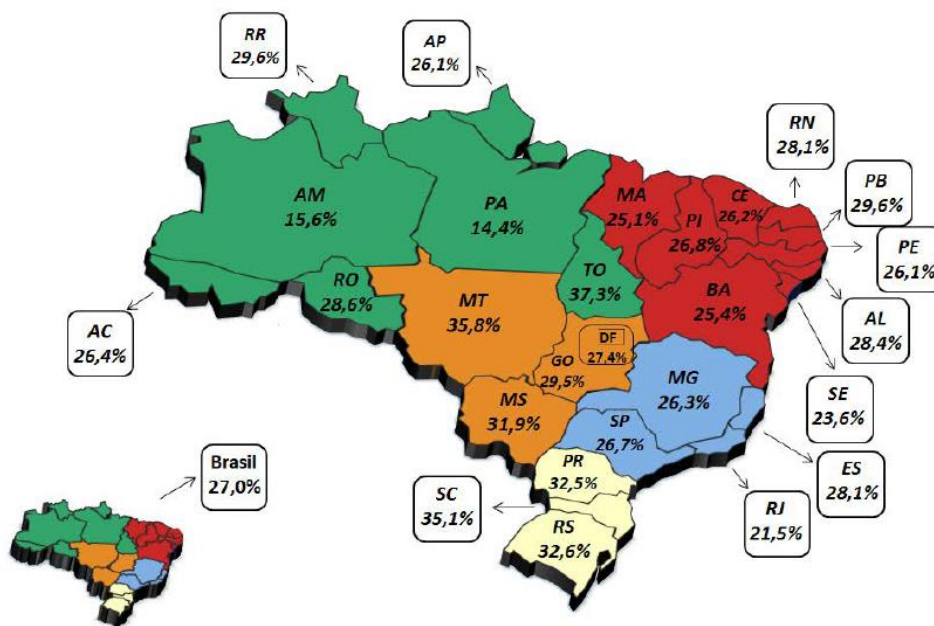 RR
29,6%
AP
26,1%
RN
28,1%
PB
29,6%
PE
26,1%
AL
28,4%
SE
23,6%
ES
28,1%
RJ
21,5%
SC
35,1%
AC
26,4%
AM
15,6%
PA
14,4%
MA
25,1%
PI
26,8%
CE
26,2%
RO
28,6%
TO
37,3%
BA
25,4%
MT
35,8%
DF
27,4%
GO
29,5%
MG
26,3%
MS
31,9%
SP
26,7%
PR
32,5%
RS
32,6%
Brasil
27,0%